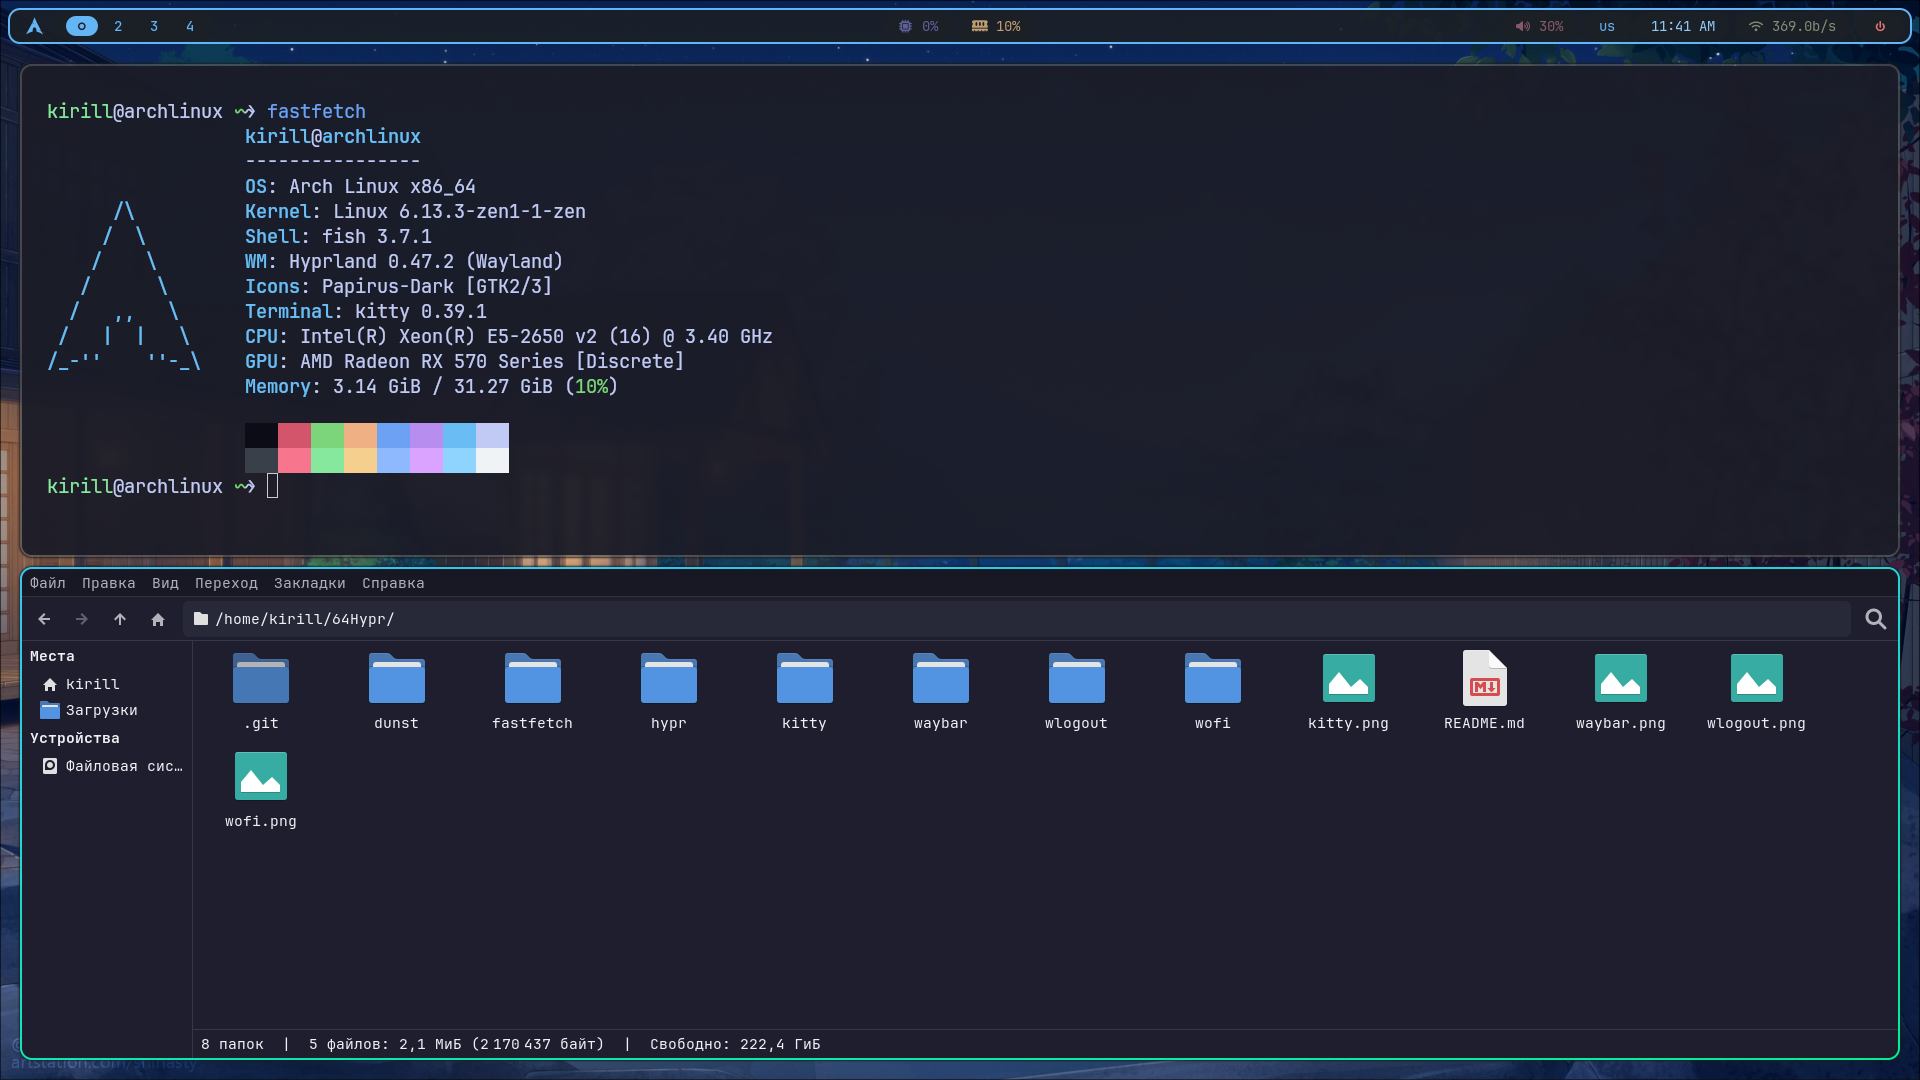 2 3 4 0% 10% 30% us 11:41 AM 369.0b/s
kirill@archlinux ~> fastfetch
kirill@archlinux
----------------
OS: Arch Linux x86_64
Kernel: Linux 6.13.3-zen1-1-zen
Shell: fish 3.7.1
WM: Hyprland 0.47.2 (Wayland)
Icons: Papirus-Dark [GTK2/3]
Terminal: kitty 0.39.1
CPU: Intel(R) Xeon(R) E5-2650 v2 (16) @ 3.40 GHz
GPU: AMD Radeon RX 570 Series [Discrete]
Memory: 3.14 GiB / 31.27 GiB (10%)
kirill@archlinux ~>
Файл Правка Вид Переход Закладки Справка
/home/kirill/64Hypr/
Места
kirill
Загрузки
Устройства
Файловая сис...
.git dunst fastfetch hypr kitty waybar wlogout wofi kitty.png README.md waybar.png wlogout.png
wofi.png
8 папок | 5 файлов: 2,1 МиБ (2 170 437 байт) | Свободно: 222,4 ГиБ
artstation.com/shihasty